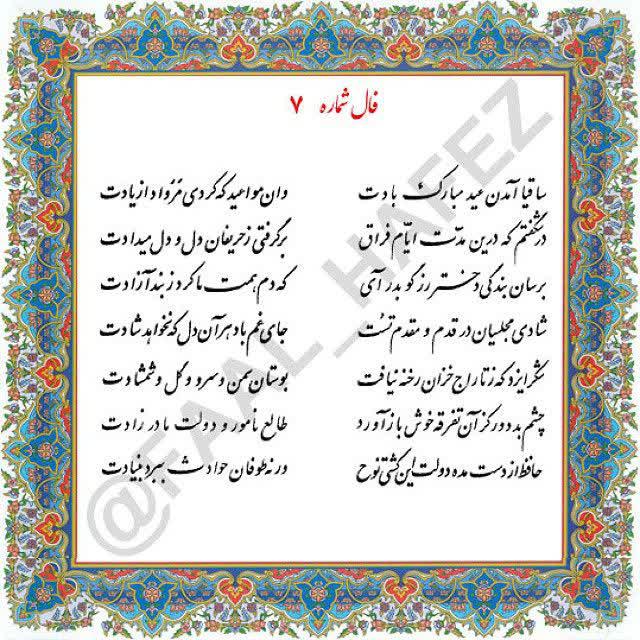 فال شماره ۷
ساقیا آمدن عید مبارک بادت وان مواعید که کردی مرواد از یادت
در شگفتم که درین مدّت ایّام فراق برگرفتی ز حریفان دل و دل میدادت
برسان بندگی دختر رز گو بدر آی که دم همت ما کرد ز بند آزادت
شادی مجلسیان در قدم و مقدم تست جای غم باد هر آن دل که نخواهد شادت
شکر ایزد که ز تاراج خزان رخنه نیافت بوستان سمن و سرو و گل و شمشادت
چشم بد دور کز آن تفرقه خوش باز آورد طالع نامور و دولت مادرزادت
حافظ از دست مده دولت این کشتی نوح ورنه طوفان حوادث ببرد بنیادت
@FAAL_HAFEZ